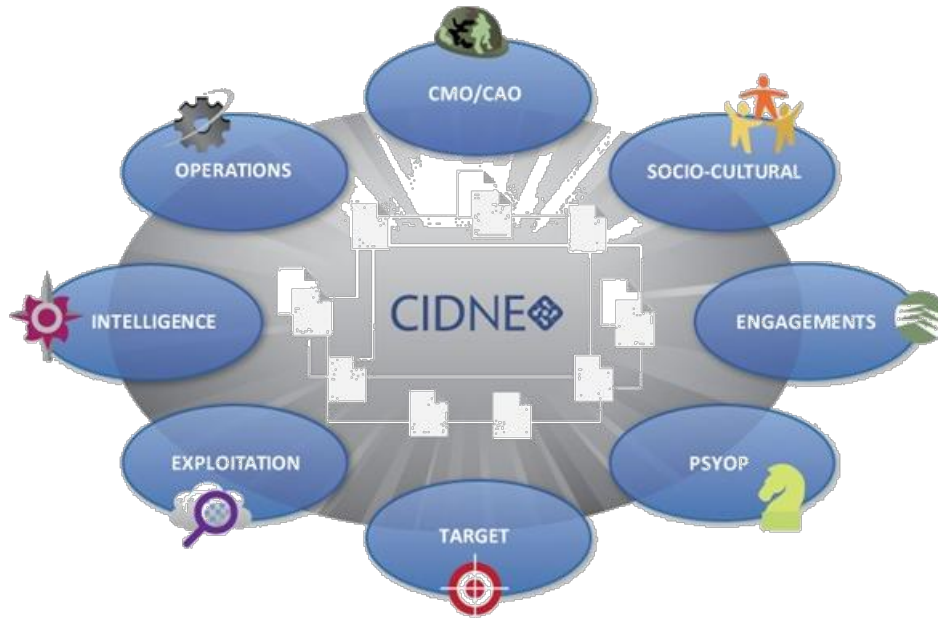 CMO/CAO
OPERATIONS
SOCIO-CULTURAL
CIDNE
INTELLIGENCE
ENGAGEMENTS
EXPLOITATION
PSYOP
TARGET